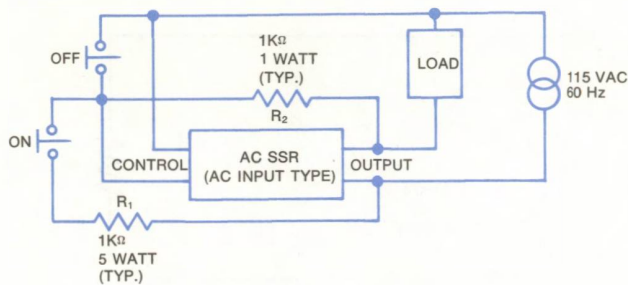 OFF
ON
1KΩ
1 WATT
(TYP.)
R₂
LOAD
115 VAC
60 Hz
CONTROL
AC SSR
(AC INPUT TYPE)
OUTPUT
R₁
1KΩ
5 WATT
(TYP.)